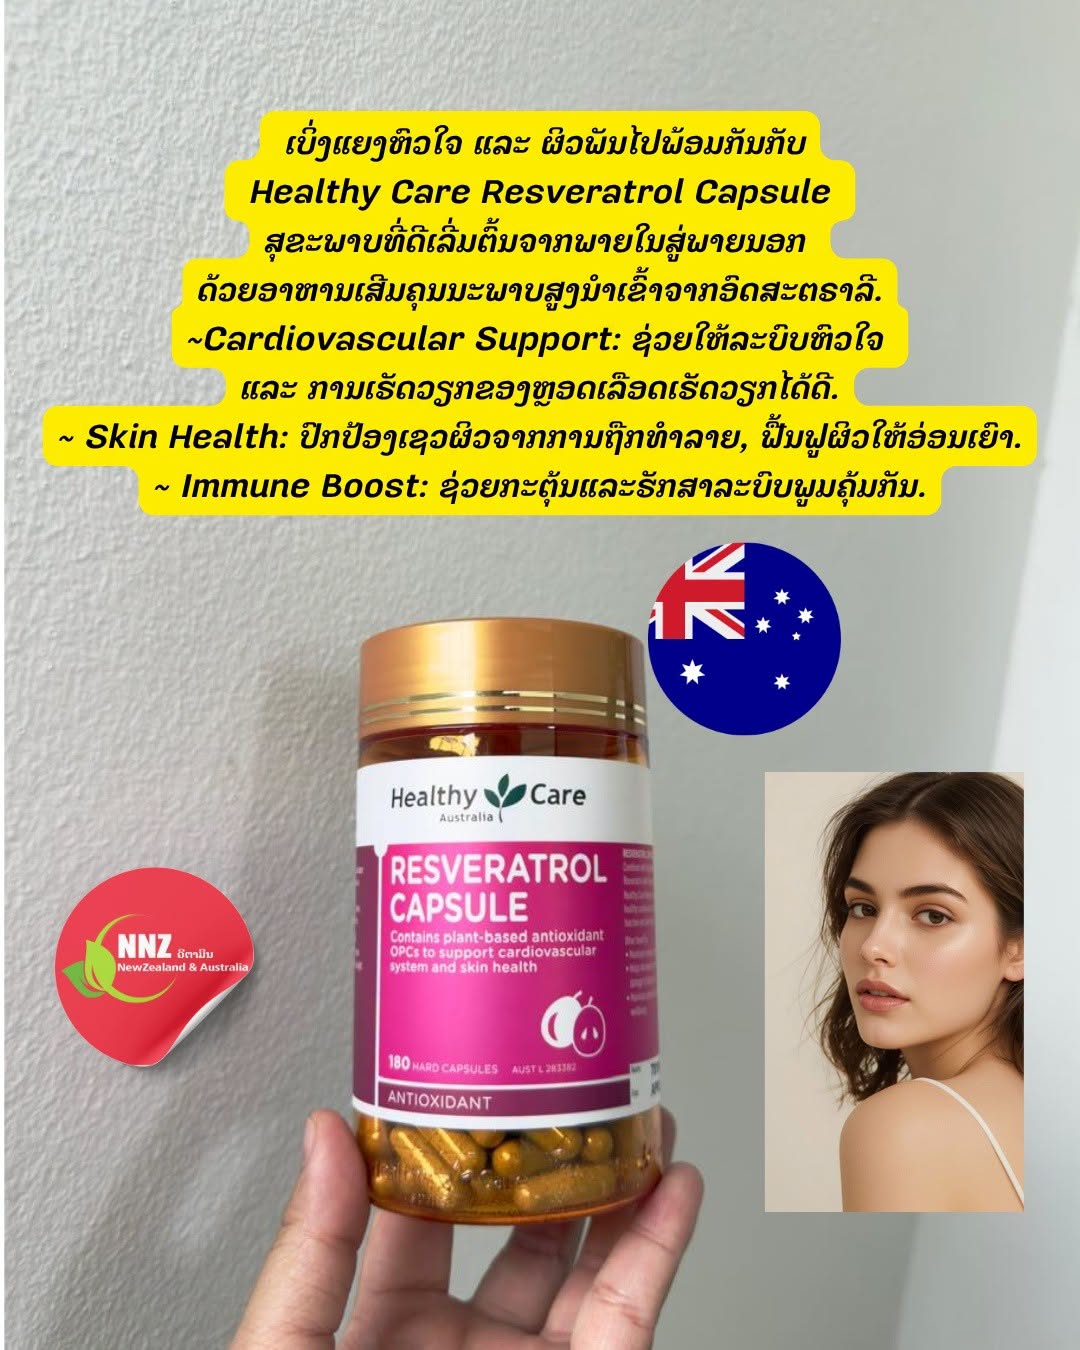 ເບິ່ງແຍງຫົວໃຈ ແລະ ຜິວພັນໄປພ້ອມກັນກັບ
Healthy Care Resveratrol Capsule
ສຸຂະພາບທີ່ດີເລີ່ມຕົ້ນຈາກພາຍໃນສູ່ພາຍນອກ
ດ້ວຍອາຫານເສີມຄຸນນະພາບສູງນຳເຂົ້າຈາກອົດສະຕຣາລີ.
~Cardiovascular Support: ຊ່ວຍໃຫ້ລະບົບຫົວໃຈ
ແລະ ການເຮັດວຽກຂອງຫຼອດເລືອດເຮັດວຽກໄດ້ດີ.
~ Skin Health: ປົກປ້ອງເຊວຜິວຈາກການຖືກທຳລາຍ, ຟື້ນຟູຜິວໃຫ້ອ່ອນເຍົາ.
~ Immune Boost: ຊ່ວຍກະຕຸ້ນແລະຮັກສາລະບົບພູມຄຸ້ມກັນ.
Healthy Care
Australia
RESVERATROL
CAPSULE
Contains plant-based antioxidant
OPCs to support cardiovascular
system and skin health
180 HARD CAPSULES AUST L 283382
ANTIOXIDANT
NNZ ວິຕາມິນ
NewZealand & Australia